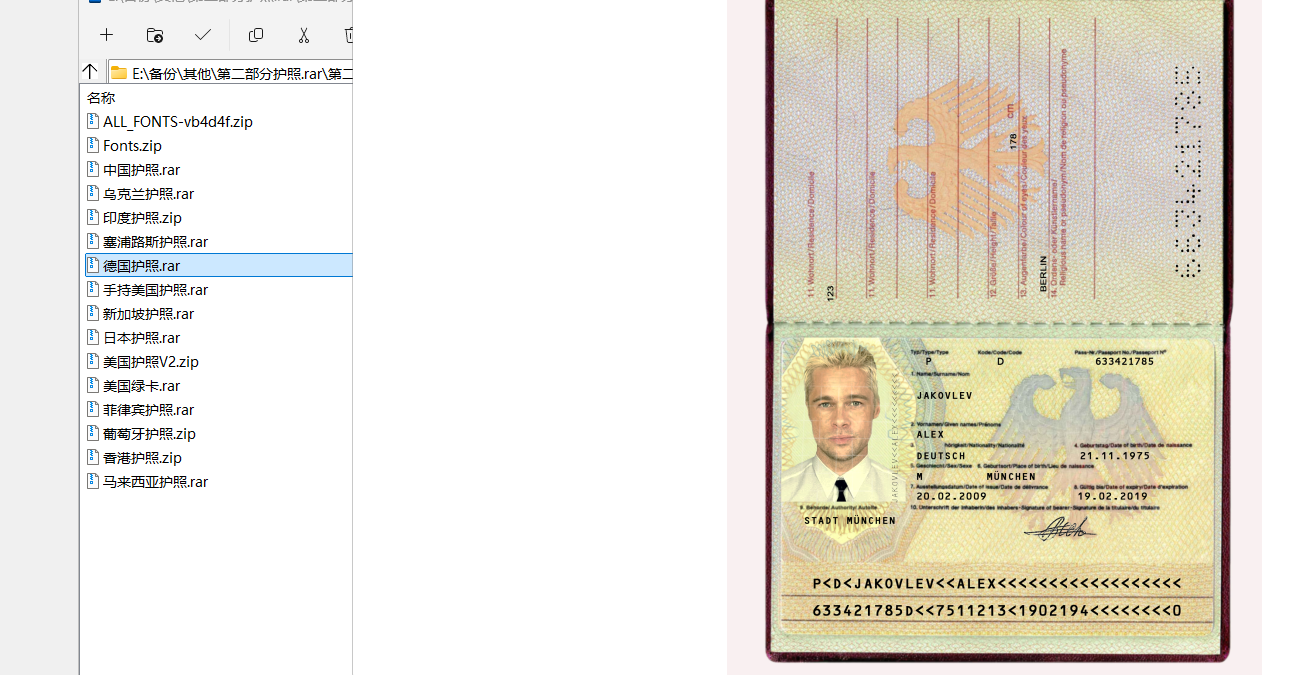 E:\备份\其他\第二部分护照.rar\第二
名称
ALL_FONTS-vb4d4f.zip
Fonts.zip
中国护照.rar
乌克兰护照.rar
印度护照.zip
塞浦路斯护照.rar
德国护照.rar
手持美国护照.rar
新加坡护照.rar
日本护照.rar
美国护照V2.zip
美国绿卡.rar
菲律宾护照.rar
葡萄牙护照.zip
香港护照.zip
马来西亚护照.rar
11. Wohnort/Residence/Domicile
123
11. Wohnort/Residence/Domicile
11. Wohnort/Residence/Domicile
12. Größe/Height/Taille
178 cm
13. Augenfarbe/Colour of eyes/Couleur des yeux
BERLIN
14. Ordens- oder Künstlername/
Religious name or pseudonym/Nom de religion ou pseudonyme
633421785
Typ/Type/Type Kode/Code/Code Pass-Nr./Passport No./Passeport N°
P D 633421785
1. Name/Surname/Nom
JAKOVLEV
2. Vornamen/Given names/Prénoms
ALEX
hörigkeit/Nationality/Nationalité 4. Geburtstag/Date of birth/Date de naissance
DEUTSCH 21.11.1975
5. Geschlecht/Sex/Sexe 6. Geburtsort/Place of birth/Lieu de naissance
M MÜNCHEN
7. Ausstellungsdatum/Date of issue/Date de délivrance 8. Gültig bis/Date of expiry/Date d'expiration
20.02.2009 19.02.2019
9. Behörde/Authority/Autorité 10. Unterschrift der Inhaberin/des Inhabers-Signature of bearer-Signature de la titulaire/du titulaire
STADT MÜNCHEN
JAKOVLEV<<ALEX<<<<<<<<
P<D<JAKOVLEV<<ALEX<<<<<<<<<<<<<<<<<<
633421785D<<7511213<1902194<<<<<<<<0